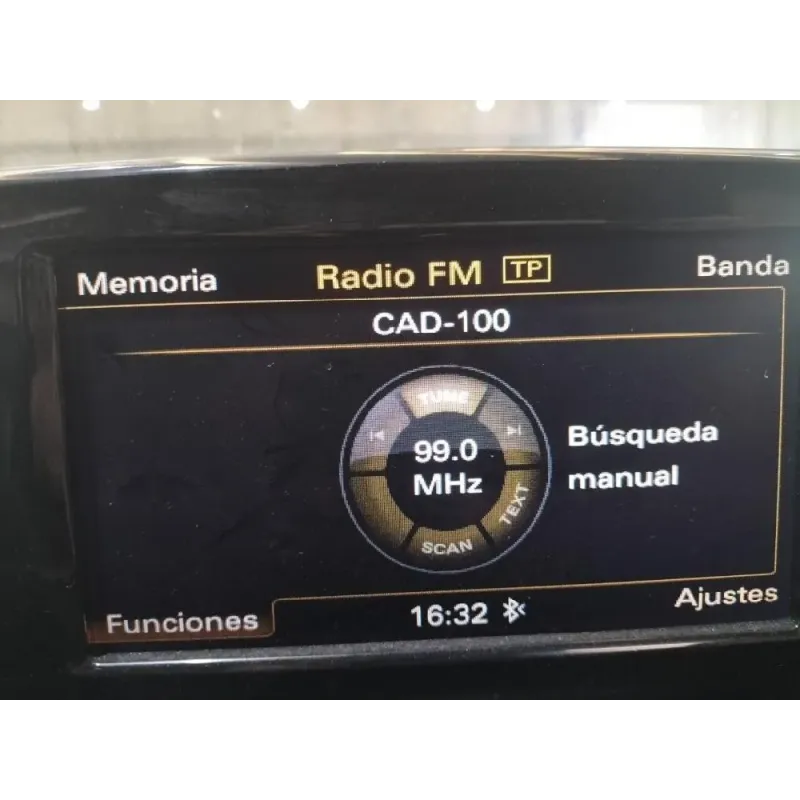 Memoria Radio FM TP Banda
CAD-100
TUNE
99.0
MHz
Búsqueda
manual
TEXT
SCAN
Funciones 16:32 Ajustes